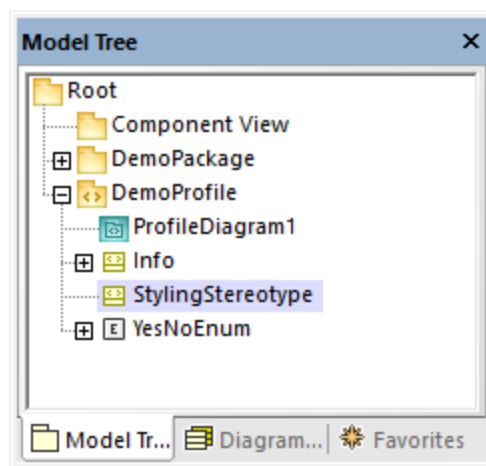 Model Tree
Root
Component View
DemoPackage
DemoProfile
ProfileDiagram1
Info
StylingStereotype
E YesNoEnum
Model Tr... Diagram... Favorites